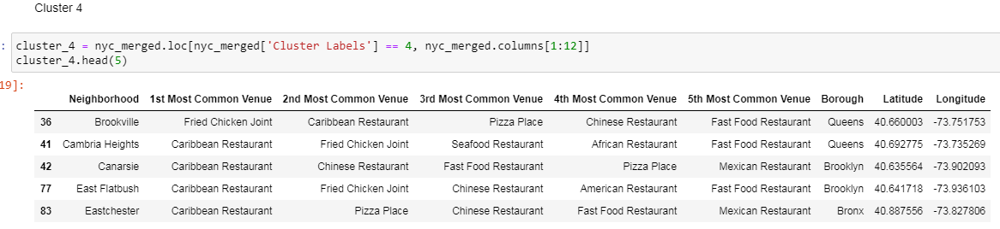 Cluster 4
: cluster_4 = nyc_merged.loc[nyc_merged['Cluster Labels'] == 4, nyc_merged.columns[1:12]]
cluster_4.head(5)
19]:
Neighborhood 1st Most Common Venue 2nd Most Common Venue 3rd Most Common Venue 4th Most Common Venue 5th Most Common Venue Borough Latitude Longitude
36 Brookville Fried Chicken Joint Caribbean Restaurant Pizza Place Chinese Restaurant Fast Food Restaurant Queens 40.660003 -73.751753
41 Cambria Heights Caribbean Restaurant Fried Chicken Joint Seafood Restaurant African Restaurant Fast Food Restaurant Queens 40.692775 -73.735269
42 Canarsie Caribbean Restaurant Chinese Restaurant Fast Food Restaurant Pizza Place Mexican Restaurant Brooklyn 40.635564 -73.902093
77 East Flatbush Caribbean Restaurant Fried Chicken Joint Chinese Restaurant American Restaurant Fast Food Restaurant Brooklyn 40.641718 -73.936103
83 Eastchester Caribbean Restaurant Pizza Place Chinese Restaurant Fast Food Restaurant Mexican Restaurant Bronx 40.887556 -73.827806